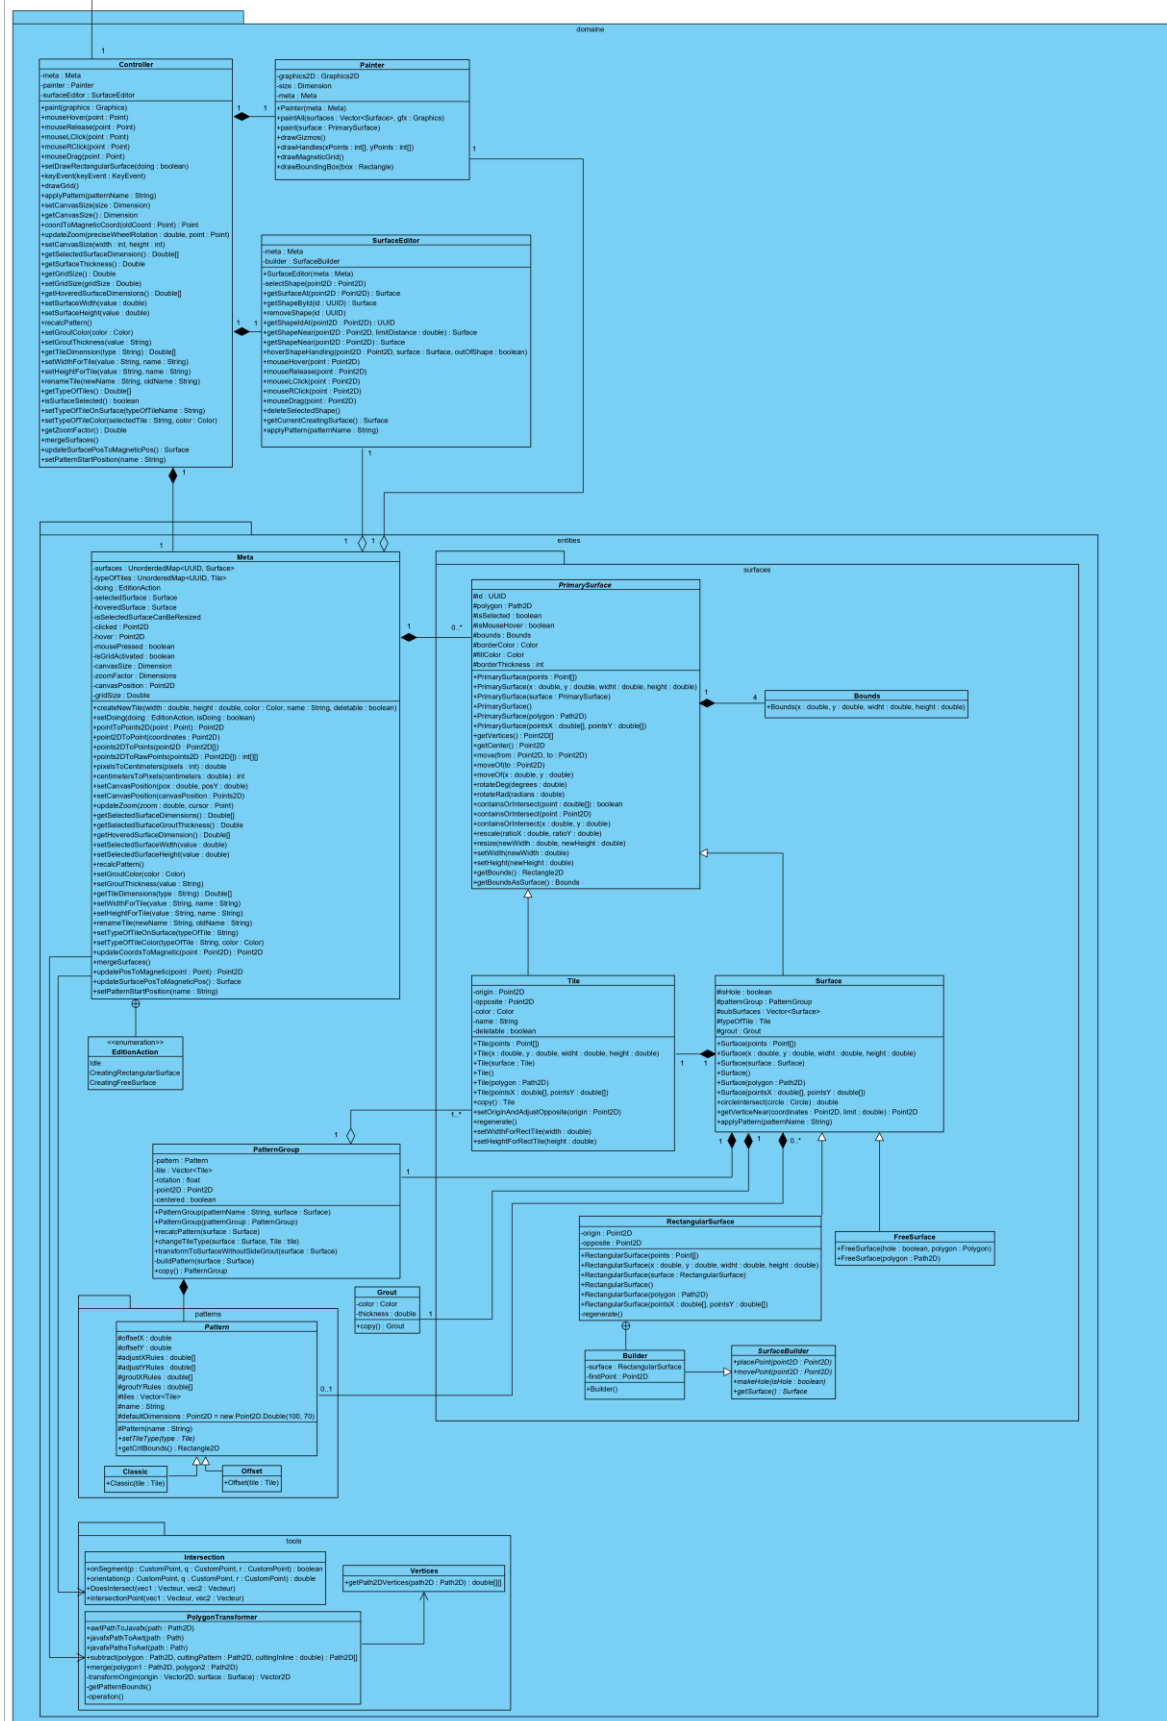 domaine
1
Controller
-meta : Meta
-painter : Painter
-surfaceEditor : SurfaceEditor
+paint(graphics : Graphics)
+mouseHover(point : Point)
+mouseRelease(point : Point)
+mouseLClick(point : Point)
+mouseRClick(point : Point)
+mouseDrag(point : Point)
+setDrawRectangularSurface(doing : boolean)
+keyEvent(keyEvent : KeyEvent)
+drawGrid()
+applyPattern(patternName : String)
+setCanvasSize(size : Dimension)
+getCanvasSize() : Dimension
+coordToMagneticCoord(oldCoord : Point) : Point
+updateZoom(preciseWheelRotation : double, point : Point)
+setCanvasSize(width : int, height : int)
+getSelectedSurfaceDimension() : Double[]
+getSurfaceThickness() : Double
+getGridSize() : Double
+setGridSize(gridSize : Double)
+getHoveredSurfaceDimensions() : Double[]
+setSurfaceWidth(value : double)
+setSurfaceHeight(value : double)
+recalcPattern()
+setGroutColor(color : Color)
+setGroutThickness(value : String)
+getTileDimension(type : String) : Double[]
+setWidthForTile(value : String, name : String)
+setHeightForTile(value : String, name : String)
+renameTile(newName : String, oldName : String)
+getTypeOfTiles() : Double[]
+isSurfaceSelected() : boolean
+setTypeOfTileOnSurface(typeOfTileName : String)
+setTypeOfTileColor(selectedTile : String, color : Color)
+getZoomFactor() : Double
+mergeSurfaces()
+updateSurfacePosToMagneticPos() : Surface
+setPatternStartPosition(name : String)
1
1
Painter
-graphics2D : Graphics2D
-size : Dimension
-meta : Meta
+Painter(meta : Meta)
+paintAll(surfaces : Vector<Surface>, gfx : Graphics)
+paint(surface : PrimarySurface)
+drawGizmos()
+drawHandles(xPoints : int[], yPoints : int[])
+drawMagneticGrid()
+drawBoundingBox(box : Rectangle)
1
1
1
SurfaceEditor
-meta : Meta
-builder : SurfaceBuilder
+SurfaceEditor(meta : Meta)
-selectShape(point2D : Point2D)
+getSurfaceAt(point2D : Point2D) : Surface
+getShapeById(id : UUID) : Surface
+removeShape(id : UUID)
+getShapeIdAt(point2D : Point2D) : UUID
+getShapeNear(point2D : Point2D, limitDistance : double) : Surface
+getShapeNear(point2D : Point2D) : Surface
+hoverShapeHandling(point2D : Point2D, surface : Surface, outOfShape : boolean)
+mouseHover(point : Point2D)
+mouseRelease(point : Point2D)
+mouseLClick(point : Point2D)
+mouseRClick(point : Point2D)
+mouseDrag(point : Point2D)
+deleteSelectedShape()
+getCurrentCreatingSurface() : Surface
+applyPattern(patternName : String)
1
1
1
1
1
entities
Meta
-surfaces : UnorderdedMap<UUID, Surface>
-typeOfTiles : UnorderedMap<UUID, Tile>
-doing : EditionAction
-selectedSurface : Surface
-hoveredSurface : Surface
-isSelectedSurfaceCanBeResized
-clicked : Point2D
-hover : Point2D
-mousePressed : boolean
-isGridActivated : boolean
-canvasSize : Dimension
-zoomFactor : Dimensions
-canvasPosition : Point2D
-gridSize : Double
+createNewTile(width : double, height : double, color : Color, name : String, deletable : boolean)
+setDoing(doing : EditionAction, isDoing : boolean)
+pointToPoints2D(point : Point) : Point2D
+point2DToPoint(coordinates : Point2D)
+points2DToPoints(point2D : Point2D[])
+points2DToRawPoints(points2D : Point2D[]) : int[][]
+pixelsToCentimeters(pixels : int) : double
+centimetersToPixels(centimeters : double) : int
+setCanvasPosition(pox : double, posY : double)
+setCanvasPosition(canvasPosition : Points2D)
+updateZoom(zoom : double, cursor : Point)
+getSelectedSurfaceDimensions() : Double[]
+getSelectedSurfaceGroutThickness() : Double
+getHoveredSurfaceDimension() : Double[]
+setSelectedSurfaceWidth(value : double)
+setSelectedSurfaceHeight(value : double)
+recalcPattern()
+setGroutColor(color : Color)
+setGroutThickness(value : String)
+getTileDimensions(type : String) : Double[]
+setWidthForTile(value : String, name : String)
+setHeightForTile(value : String, name : String)
+renameTile(newName : String, oldName : String)
+setTypeOfTileOnSurface(typeOfTile : String)
+setTypeOfTileColor(typeOfTile : String, color : Color)
+updateCoordsToMagnetic(point : Point2D) : Point2D
+mergeSurfaces()
+updatePosToMagnetic(point : Point) : Point2D
+updateSurfacePosToMagneticPos() : Surface
+setPatternStartPosition(name : String)
<<enumeration>>
EditionAction
Idle
CreatingRectangularSurface
CreatingFreeSurface
1
0..*
surfaces
PrimarySurface
#id : UUID
#polygon : Path2D
#isSelected : boolean
#isMouseHover : boolean
#bounds : Bounds
#borderColor : Color
#fillColor : Color
#borderThickness : int
+PrimarySurface(points : Point[])
+PrimarySurface(x : double, y : double, widht : double, height : double)
+PrimarySurface(surface : PrimarySurface)
+PrimarySurface()
+PrimarySurface(polygon : Path2D)
+PrimarySurface(pointsX : double[], pointsY : double[])
+getVertices() : Point2D[]
+getCenter() : Point2D
+move(from : Point2D, to : Point2D)
+moveOf(to : Point2D)
+moveOf(x : double, y : double)
+rotateDeg(degrees : double)
+rotateRad(radians : double)
+containsOrIntersect(point : double[]) : boolean
+containsOrIntersect(point : Point2D)
+containsOrIntersect(x : double, y : double)
+rescale(ratioX : double, ratioY : double)
+resize(newWidth : double, newHeight : double)
+setWidth(newWidth : double)
+setHeight(newHeight : double)
+getBounds() : Rectangle2D
+getBoundsAsSurface() : Bounds
1
4
Bounds
+Bounds(x : double, y : double, widht : double, height : double)
Tile
-origin : Point2D
-opposite : Point2D
-color : Color
-name : String
-deletable : boolean
+Tile(points : Point[])
+Tile(x : double, y : double, widht : double, height : double)
+Tile(surface : Tile)
+Tile()
+Tile(polygon : Path2D)
+Tile(pointsX : double[], pointsY : double[])
+copy() : Tile
+setOriginAndAdjustOpposite(origin : Point2D)
+regenerate()
+setWidthForRectTile(width : double)
+setHeightForRectTile(height : double)
1
1
Surface
#isHole : boolean
#patternGroup : PatternGroup
#subSurfaces : Vector<Surface>
#typeOfTile : Tile
#grout : Grout
+Surface(points : Point[])
+Surface(x : double, y : double, widht : double, height : double)
+Surface(surface : Surface)
+Surface()
+Surface(polygon : Path2D)
+Surface(pointsX : double[], pointsY : double[])
+circleIntersect(circle : Circle) : double
+getVerticeNear(coordinates : Point2D, limit : double) : Point2D
+applyPattern(patternName : String)
1..*
1
1
1
0..*
PatternGroup
-pattern : Pattern
-tile : Vector<Tile>
-rotation : float
-point2D : Point2D
-centered : boolean
+PatternGroup(patternName : String, surface : Surface)
+PatternGroup(patternGroup : PatternGroup)
+recalcPattern(surface : Surface)
+changeTileType(surface : Surface, Tile : tile)
+transformToSurfaceWithoutSideGrout(surface : Surface)
-buildPattern(surface : Surface)
+copy() : PatternGroup
1
RectangularSurface
-origin : Point2D
-opposite : Point2D
+RectangularSurface(points : Point[])
+RectangularSurface(x : double, y : double, widht : double, height : double)
+RectangularSurface(surface : RectangularSurface)
+RectangularSurface()
+RectangularSurface(polygon : Path2D)
+RectangularSurface(pointsX : double[], pointsY : double[])
-regenerate()
FreeSurface
+FreeSurface(hole : boolean, polygon : Polygon)
+FreeSurface(polygon : Path2D)
Grout
-color : Color
-thickness : double
+copy() : Grout
1
Builder
-surface : RectangularSurface
-firstPoint : Point2D
+Builder()
SurfaceBuilder
+placePoint(point2D : Point2D)
+movePoint(point2D : Point2D)
+makeHole(isHole : boolean)
+getSurface() : Surface
patterns
Pattern
#offsetX : double
#offsetY : double
#adjustXRules : double[]
#adjustYRules : double[]
#groutXRules : double[]
#groutYRules : double[]
#tiles : Vector<Tile>
#name : String
#defaultDimensions : Point2D = new Point2D.Double(100, 70)
#Pattern(name : String)
+setTileType(type : Tile)
+getCritBounds() : Rectangle2D
0..1
Classic
+Classic(tile : Tile)
Offset
+Offset(tile : Tile)
tools
Intersection
+onSegment(p : CustomPoint, q : CustomPoint, r : CustomPoint) : boolean
+orientation(p : CustomPoint, q : CustomPoint, r : CustomPoint) : double
+DoesIntersect(vec1 : Vecteur, vec2 : Vecteur)
+intersectionPoint(vec1 : Vecteur, vec2 : Vecteur)
Vertices
+getPath2DVertices(path2D : Path2D) : double[][]
PolygonTransformer
+awtPathToJavafx(path : Path2D)
+javafxPathToAwt(path : Path)
+javafxPathsToAwt(path : Path)
+subtract(polygon : Path2D, cuttingPattern : Path2D, cuttingInline : double) : Path2D[]
+merge(polygon1 : Path2D, polygon2 : Path2D)
-transformOrigin(origin : Vector2D, surface : Surface) : Vector2D
-getPatternBounds()
-operation()